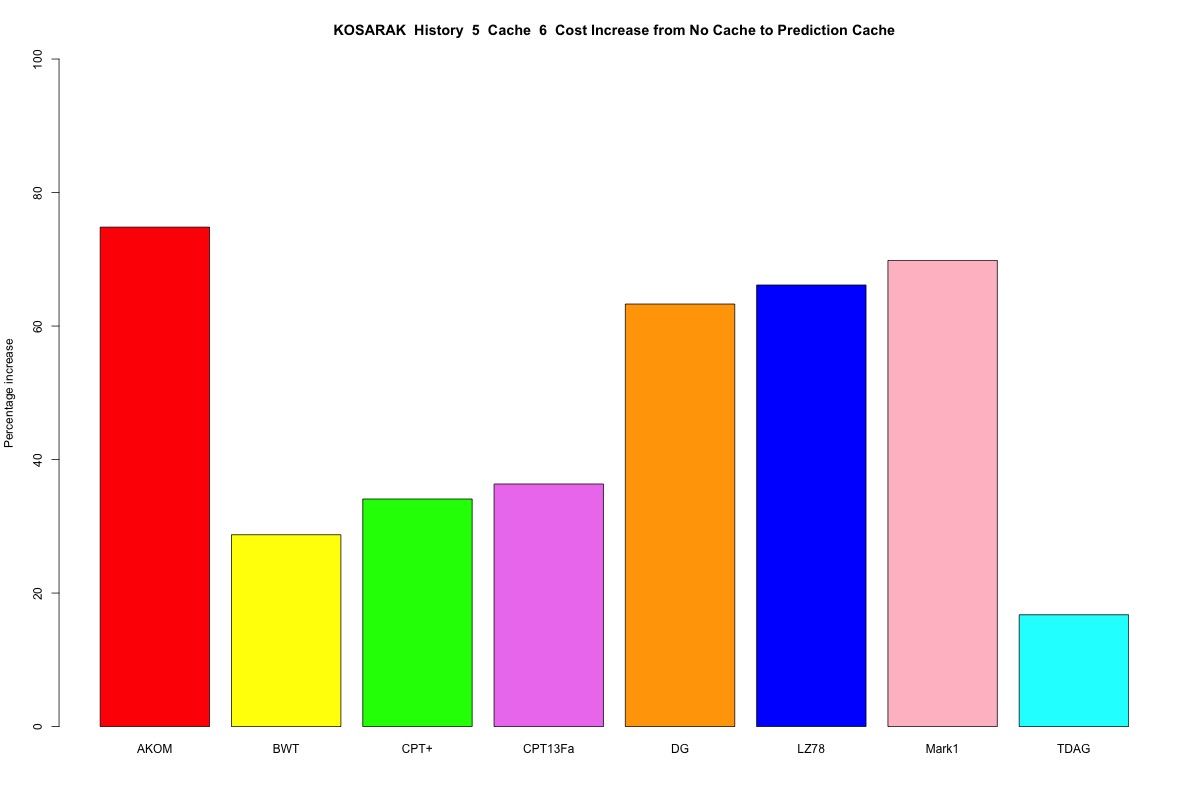 KOSARAK History 5 Cache 6 Cost Increase from No Cache to Prediction Cache
Percentage increase
100
80
60
40
20
0
AKOM BWT CPT+ CPT13Fa DG LZ78 Mark1 TDAG